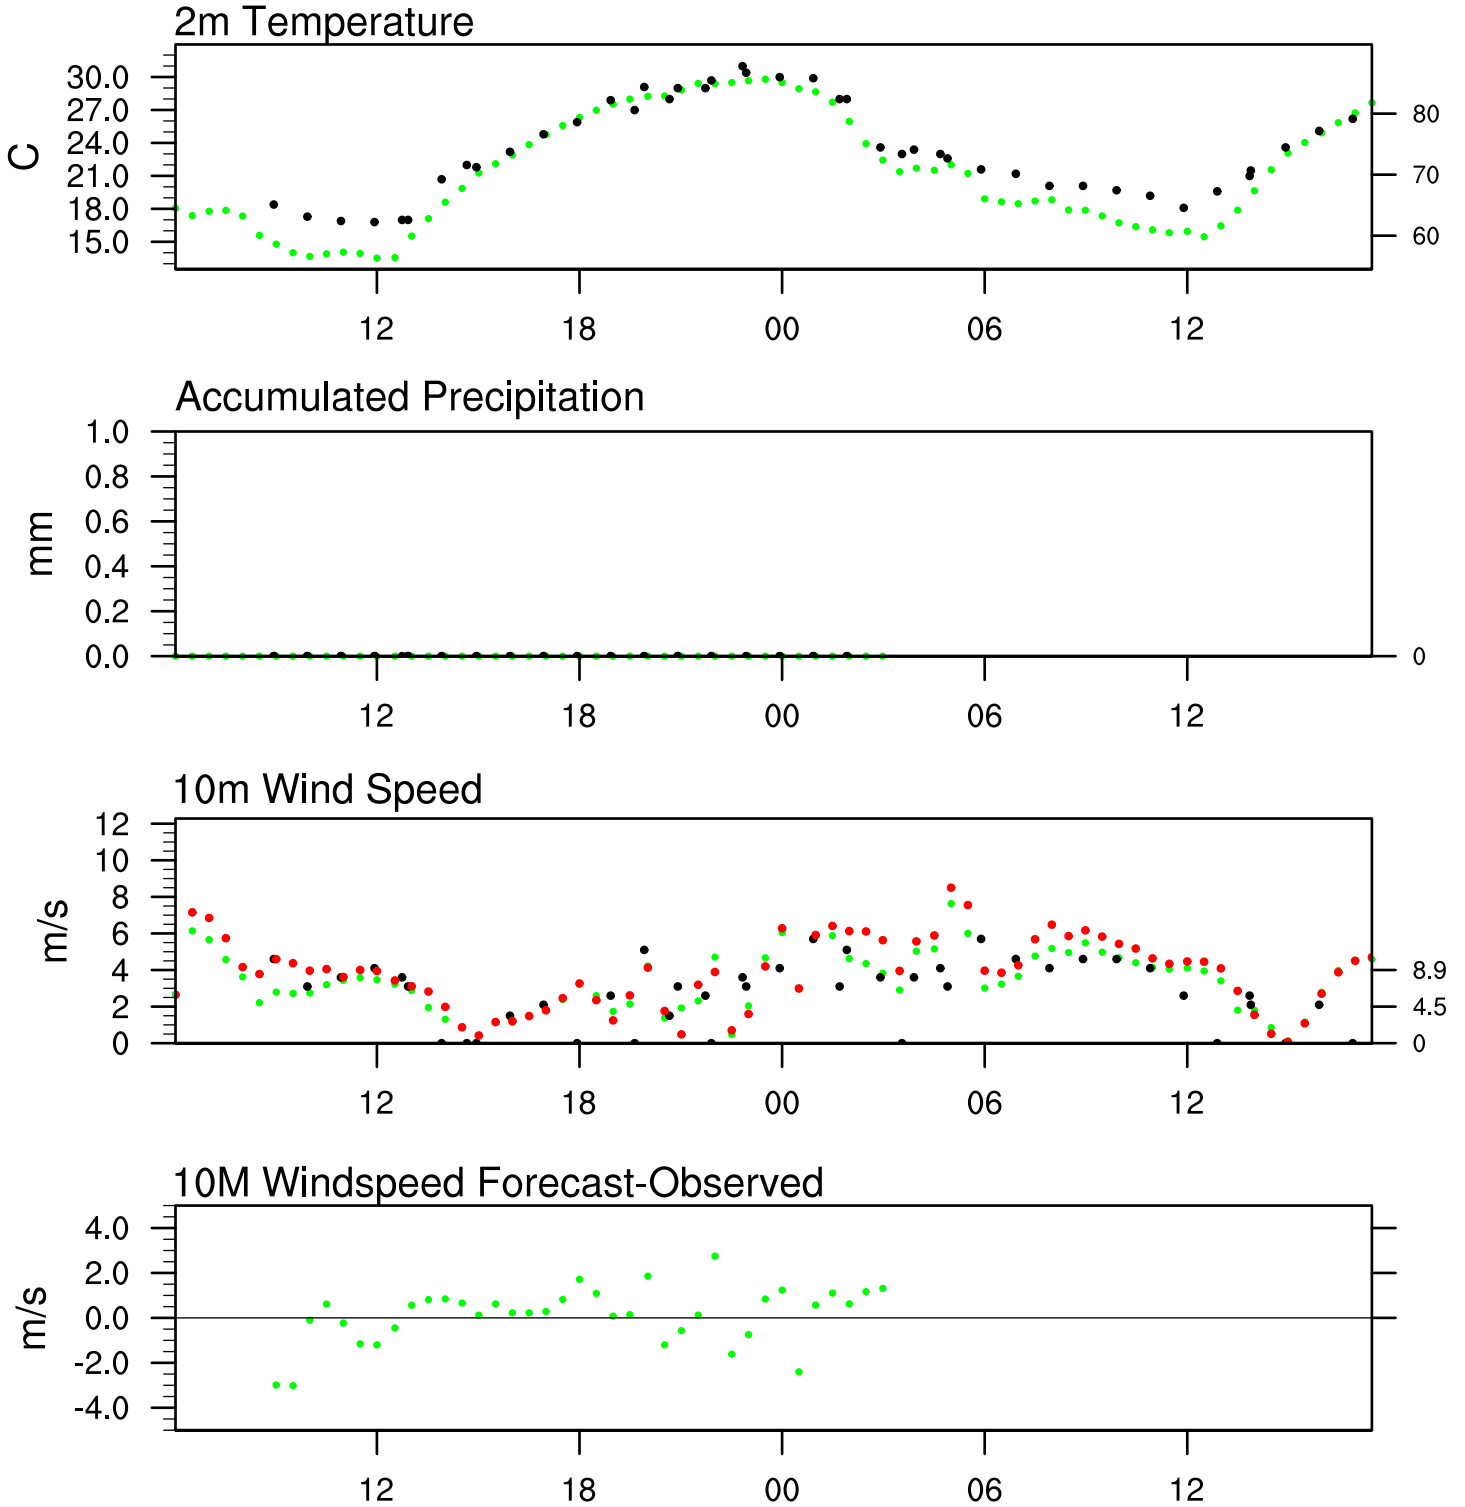 2m Temperature
30.0
27.0
24.0
21.0
18.0
15.0
C
80
70
60
12 18 00 06 12
Accumulated Precipitation
1.0
0.8
0.6
0.4
0.2
0.0
mm
0
12 18 00 06 12
10m Wind Speed
12
10
8
6
4
2
0
m/s
8.9
4.5
0
12 18 00 06 12
10M Windspeed Forecast-Observed
4.0
2.0
0.0
-2.0
-4.0
m/s
12 18 00 06 12